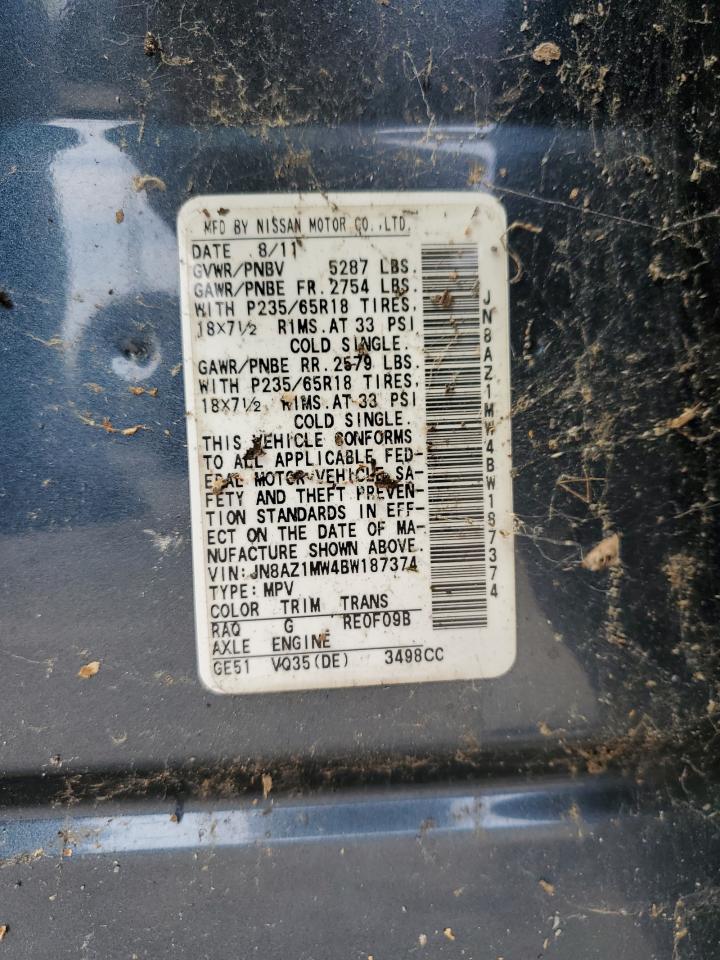 MFD BY NISSAN MOTOR CO.,LTD.
DATE 8/11
GVWR/PNBV 5287 LBS.
GAWR/PNBE FR. 2754 LBS.
WITH P235/65R18 TIRES,
18X7½ RIMS.AT 33 PSI
COLD SINGLE.
GAWR/PNBE RR. 2579 LBS.
WITH P235/65R18 TIRES,
18X7½ RIMS.AT 33 PSI
COLD SINGLE.
THIS VEHICLE CONFORMS
TO ALL APPLICABLE FED-
ERAL MOTOR VEHICLE SA-
FETY AND THEFT PREVEN-
TION STANDARDS IN EFF-
ECT ON THE DATE OF MA-
NUFACTURE SHOWN ABOVE.
VIN: JN8AZ1MW4BW187374
TYPE: MPV
COLOR TRIM TRANS
RAQ G RE0F09B
AXLE ENGINE
GE51 VQ35(DE) 3498CC
JN8AZ1MW4BW187374